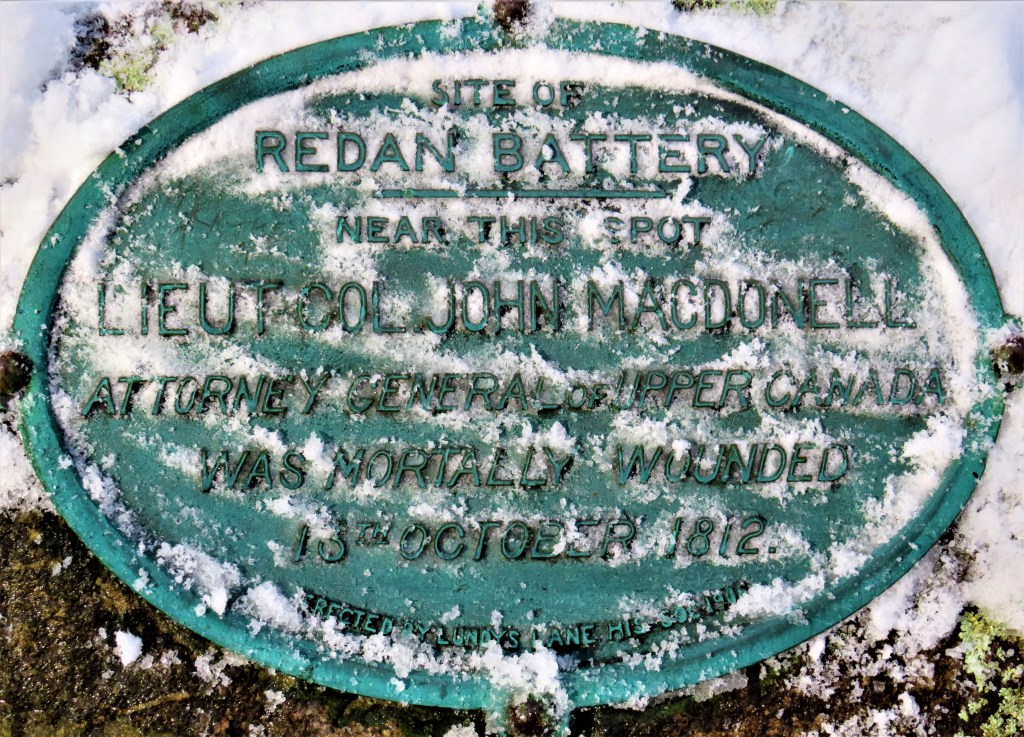 SITE OF
REDAN BATTERY
NEAR THIS SPOT
LIEUT-COL. JOHN MACDONELL
ATTORNEY GENERAL OF UPPER CANADA
WAS MORTALLY WOUNDED
13TH OCTOBER 1812.
ERECTED BY LUNDYS LANE HIS. SOC.